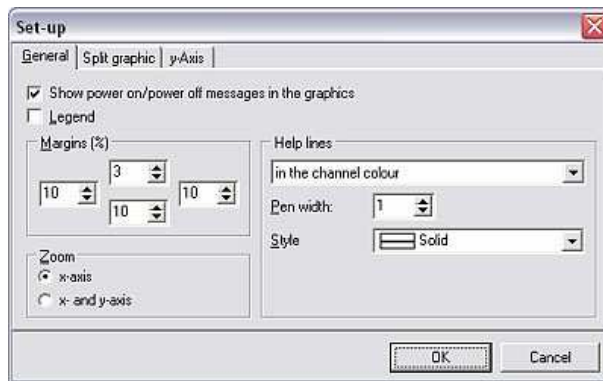 Set-up
General Split graphic y-Axis
Show power on/power off messages in the graphics
Legend
Margins (%)
3
10 10
10
Zoom
x-axis
x- and y-axis
Help lines
in the channel colour
Pen width: 1
Style Solid
OK Cancel